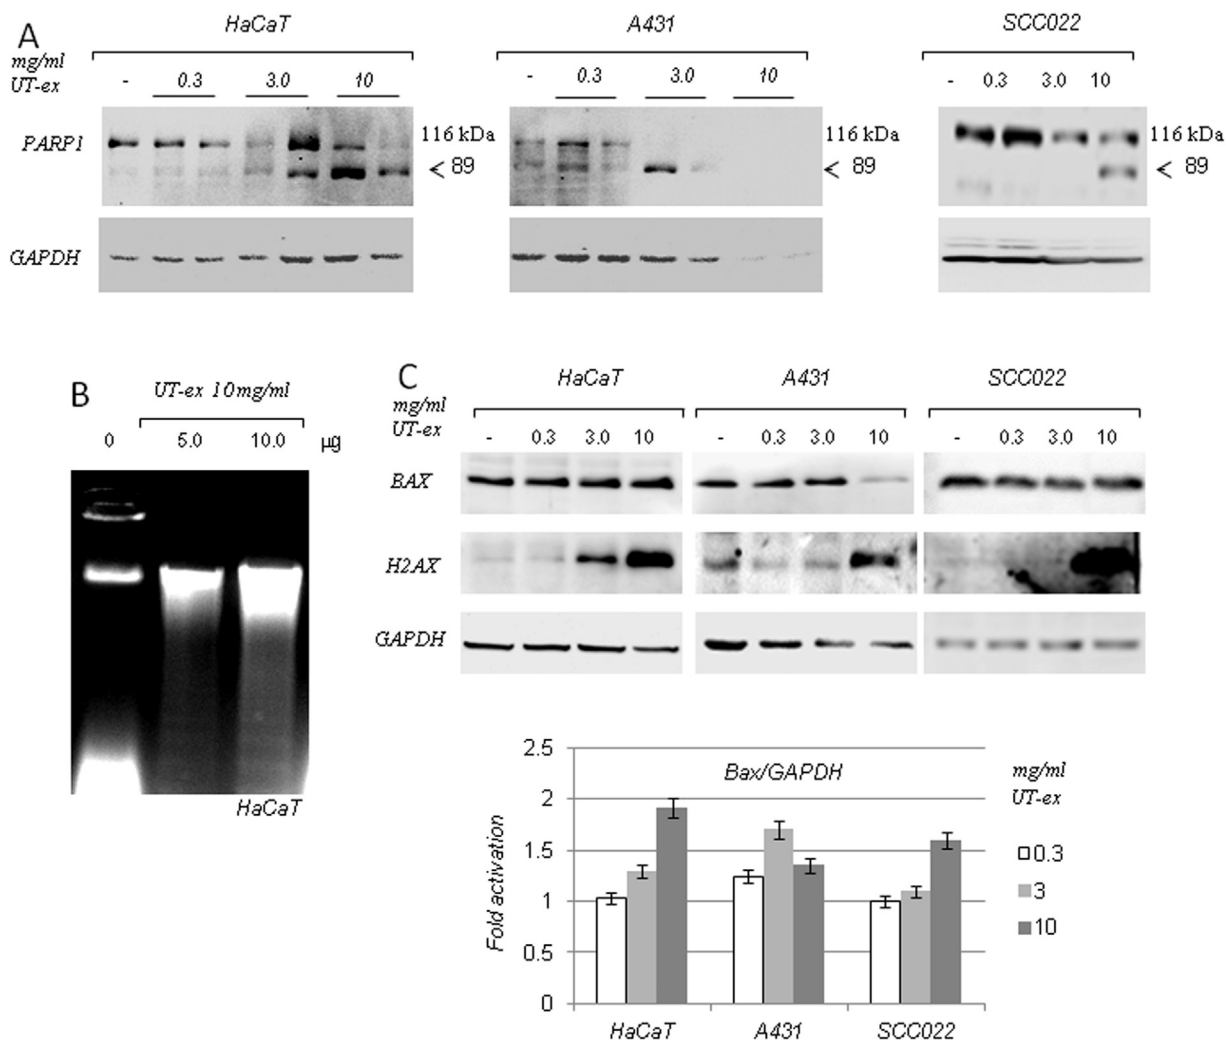 A
HaCaT A431 SCC022
mg/ml
UT-ex - 0.3 3.0 10 - 0.3 3.0 10 - 0.3 3.0 10
PARP1 116 kDa 116 kDa 116 kDa
< 89 < 89 < 89
GAPDH
B
UT-ex 10mg/ml
0 5.0 10.0 μg
HaCaT
C
HaCaT A431 SCC022
mg/ml
UT-ex - 0.3 3.0 10 - 0.3 3.0 10 - 0.3 3.0 10
BAX
H2AX
GAPDH
2.5
2
1.5
1
0.5
0
Fold activation
Bax/GAPDH
HaCaT A431 SCC022
mg/ml
UT-ex
0.3
3
10